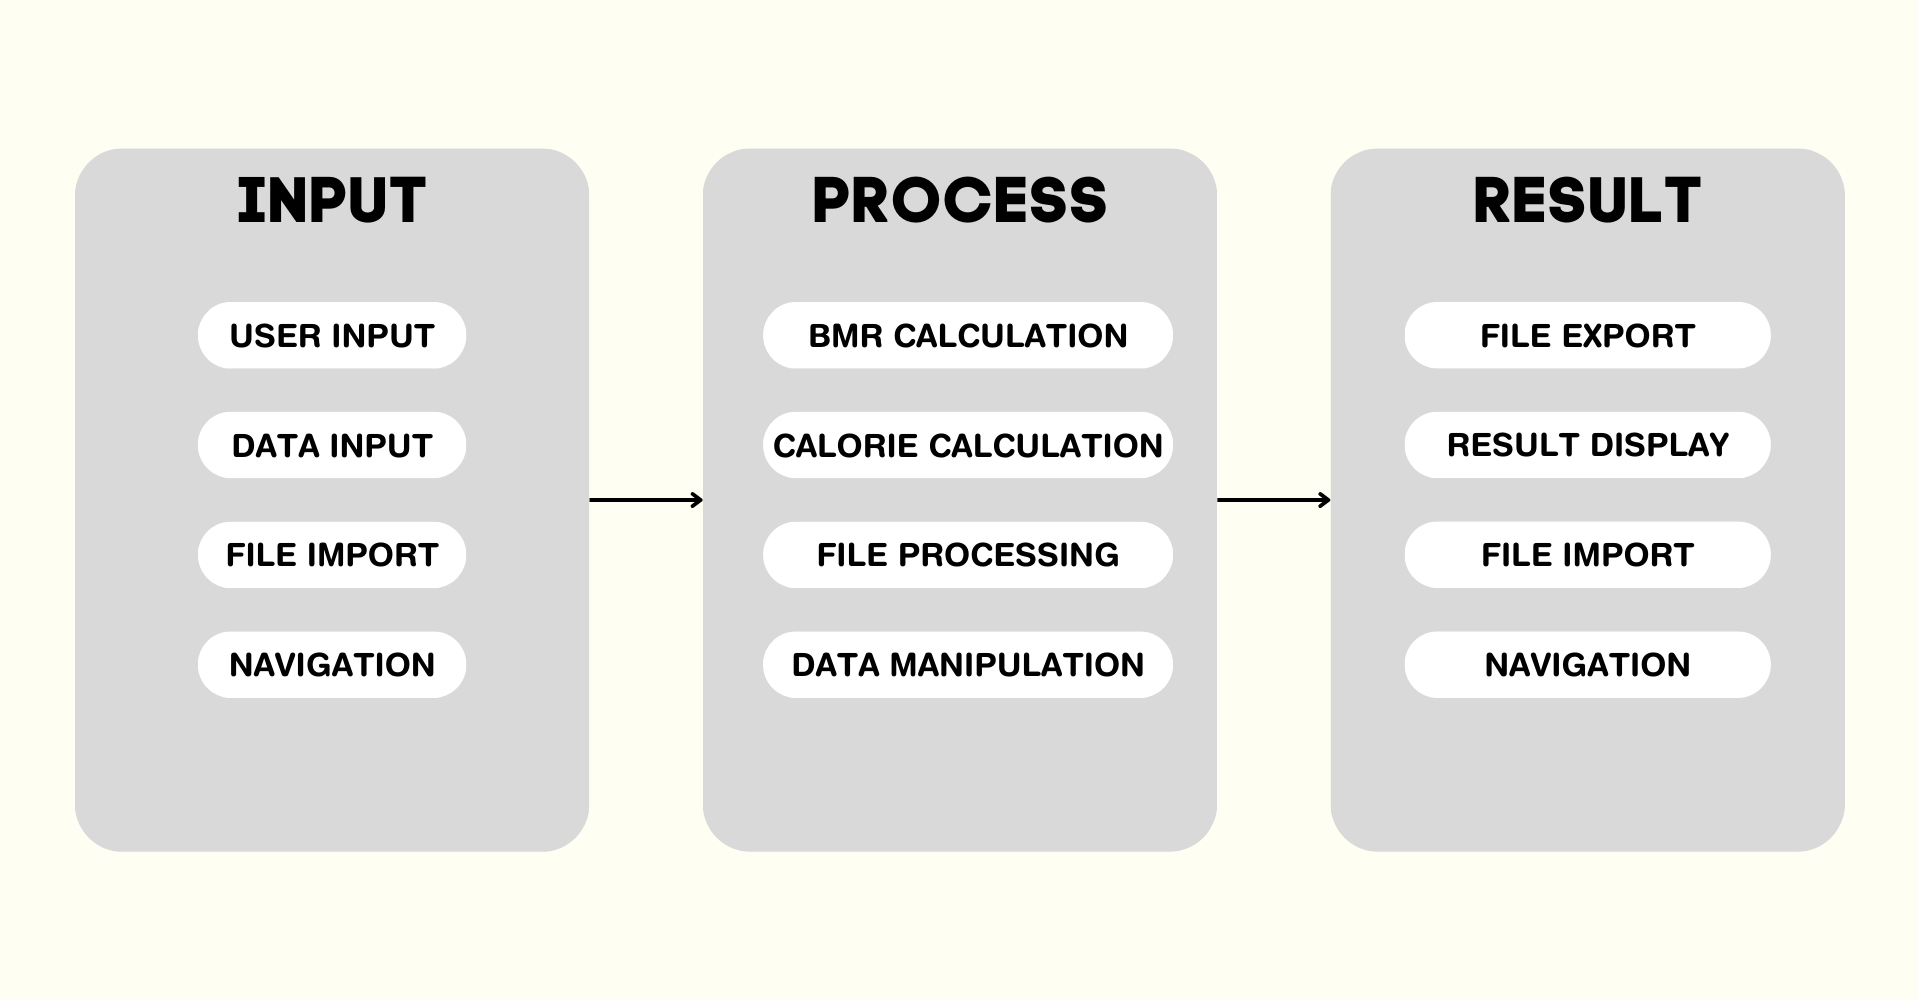 INPUT
USER INPUT
DATA INPUT
FILE IMPORT
NAVIGATION
PROCESS
BMR CALCULATION
CALORIE CALCULATION
FILE PROCESSING
DATA MANIPULATION
RESULT
FILE EXPORT
RESULT DISPLAY
FILE IMPORT
NAVIGATION